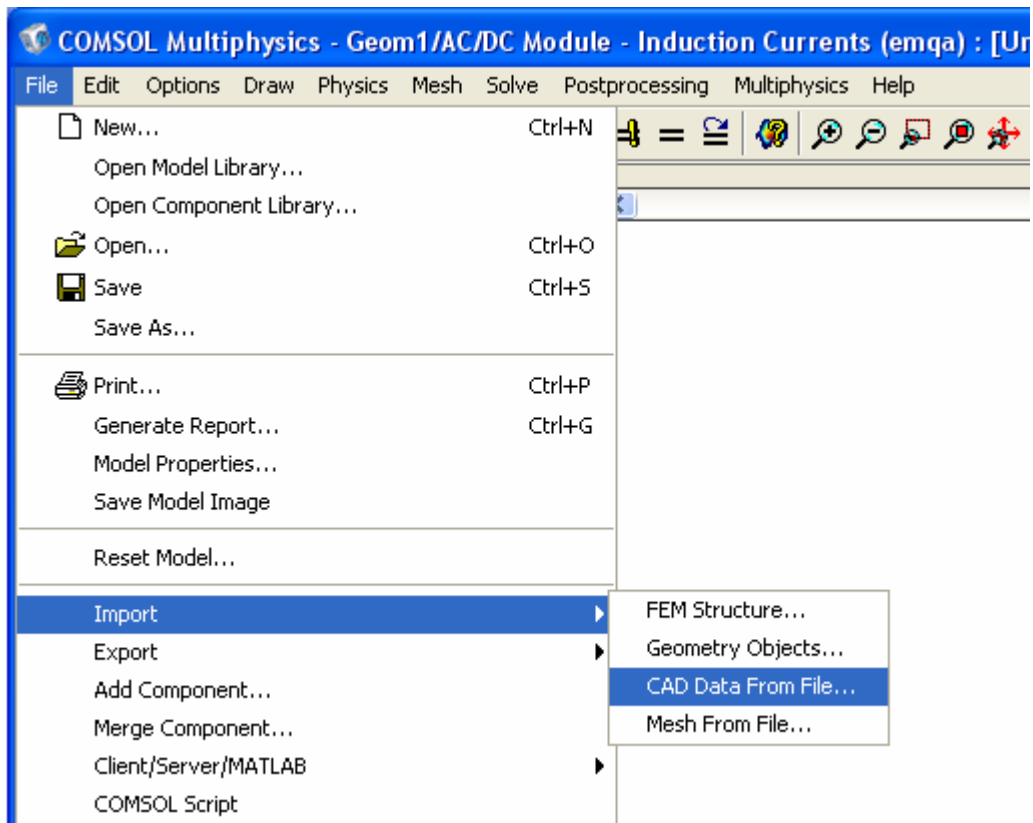 COMSOL Multiphysics - Geom1/AC/DC Module - Induction Currents (emqa) : [Ur
File Edit Options Draw Physics Mesh Solve Postprocessing Multiphysics Help
New... Ctrl+N
Open Model Library...
Open Component Library...
Open... Ctrl+O
Save Ctrl+S
Save As...
Print... Ctrl+P
Generate Report... Ctrl+G
Model Properties...
Save Model Image
Reset Model...
Import
Export
Add Component...
Merge Component...
Client/Server/MATLAB
COMSOL Script
FEM Structure...
Geometry Objects...
CAD Data From File...
Mesh From File...